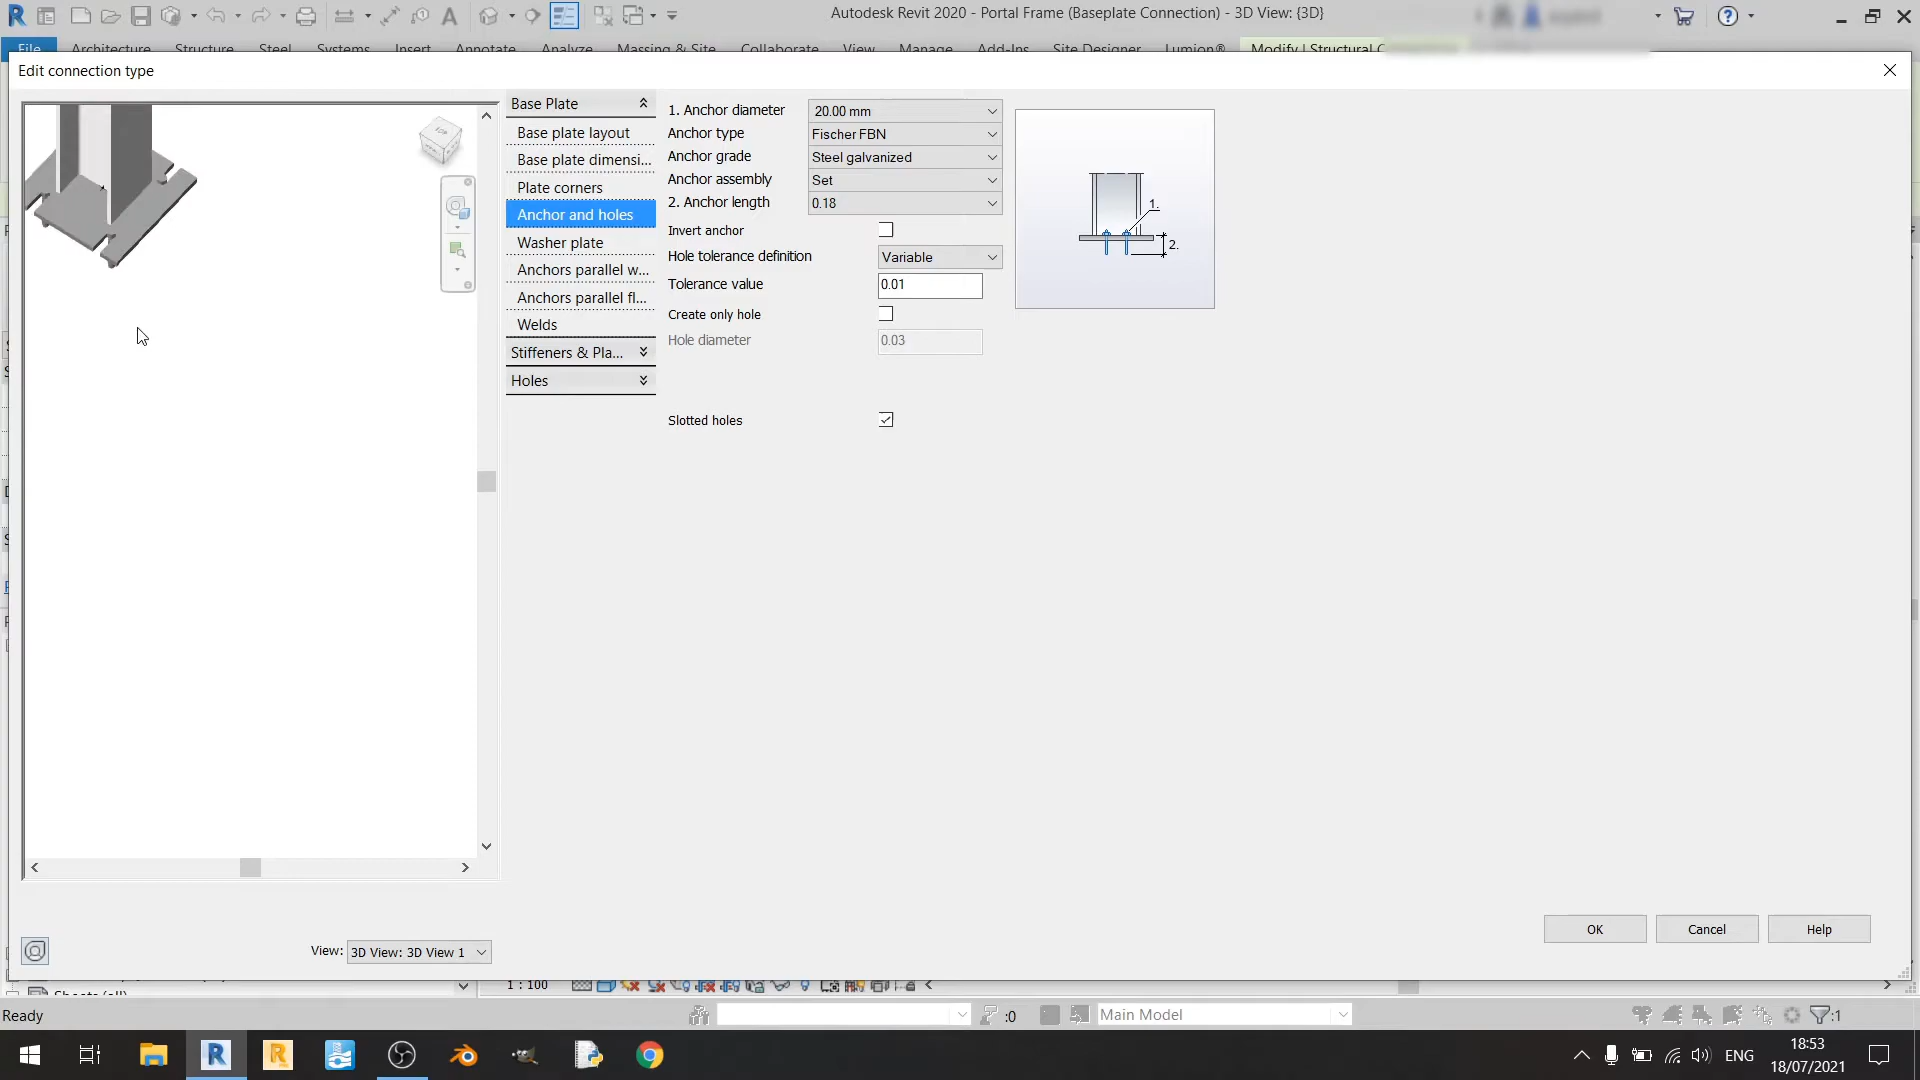 Autodesk Revit 2020 - Portal Frame (Baseplate Connection) - 3D View: {3D}
File Architecture Structure Steel Systems Insert Annotate Analyze Massing & Site Collaborate View Manage Add-Ins Site Designer Lumion® Modify | Structural C
Edit connection type
Base Plate
Base plate layout
Base plate dimensi...
Plate corners
Anchor and holes
Washer plate
Anchors parallel w...
Anchors parallel fl...
Welds
Stiffeners & Pla...
Holes
1. Anchor diameter 20.00 mm
Anchor type Fischer FBN
Anchor grade Steel galvanized
Anchor assembly Set
2. Anchor length 0.18
Invert anchor
Hole tolerance definition Variable
Tolerance value 0.01
Create only hole
Hole diameter 0.03
Slotted holes
1.
2.
OK Cancel Help
View: 3D View: 3D View 1
1 : 100
Ready
:0
Main Model
:1
ENG
18:53
18/07/2021